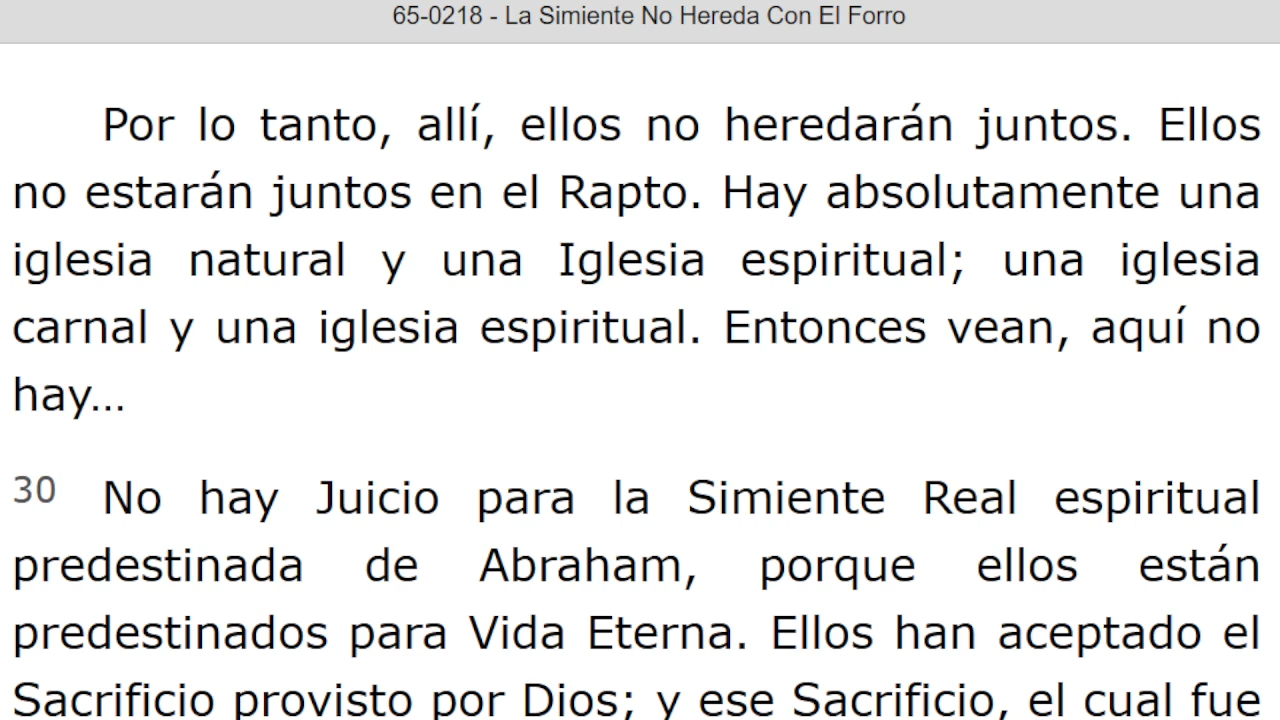 65-0218 - La Simiente No Hereda Con El Forro
Por lo tanto, allí, ellos no heredarán juntos. Ellos
no estarán juntos en el Rapto. Hay absolutamente una
iglesia natural y una Iglesia espiritual; una iglesia
carnal y una iglesia espiritual. Entonces vean, aquí no
hay…
30 No hay Juicio para la Simiente Real espiritual
predestinada de Abraham, porque ellos están
predestinados para Vida Eterna. Ellos han aceptado el
Sacrificio provisto por Dios; y ese Sacrificio, el cual fue